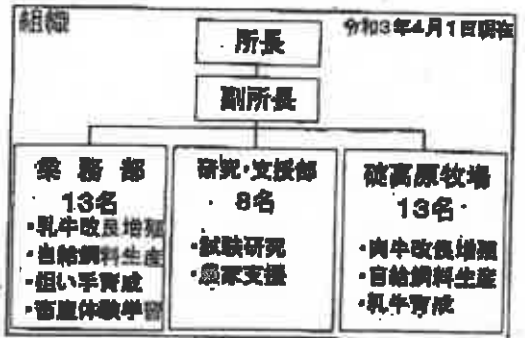 組織
令和3年4月1日現在
所長
副所長
業務部
13名
・乳牛改良増殖
・自給飼料生産
・担い手育成
・畜産体験学習
研究・支援部
8名
・試験研究
・農家支援
碇高原牧場
13名
・肉牛改良増殖
・自給飼料生産
・乳牛育成